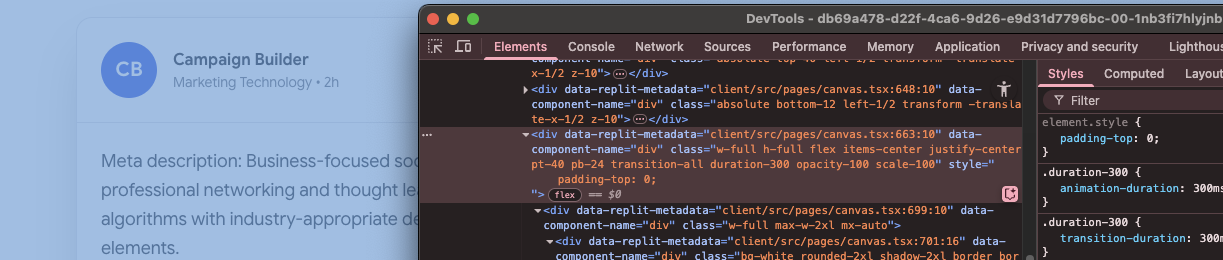 DevTools - db69a478-d22f-4ca6-9d26-e9d31d7796bc-00-1nb3fi7hlyjnb
CB
Campaign Builder
Marketing Technology • 2h
Meta description: Business-focused soc
professional networking and thought lea
algorithms with industry-appropriate de
elements.
Elements Console Network Sources Performance Memory Application Privacy and security Lighthous
component-name="div" class="absolute top-40 left-1/2 transform -translate-
x-1/2 z-10">…</div>
<div data-replit-metadata="client/src/pages/canvas.tsx:648:10" data-
component-name="div" class="absolute bottom-12 left-1/2 transform -transla
te-x-1/2 z-10">…</div>
… <div data-replit-metadata="client/src/pages/canvas.tsx:663:10" data-
component-name="div" class="w-full h-full flex items-center justify-center
pt-40 pb-24 transition-all duration-300 opacity-100 scale-100" style="
padding-top: 0;
"> flex == $0
<div data-replit-metadata="client/src/pages/canvas.tsx:699:10" data-
component-name="div" class="w-full max-w-2xl mx-auto">
<div data-replit-metadata="client/src/pages/canvas.tsx:701:16" data-
component-name="div" class="bg-white rounded-2xl shadow-2xl border bor
Styles Computed Layou
Filter
element.style {
padding-top: 0;
}
.duration-300 {
animation-duration: 300ms
}
.duration-300 {
transition-duration: 300m
}